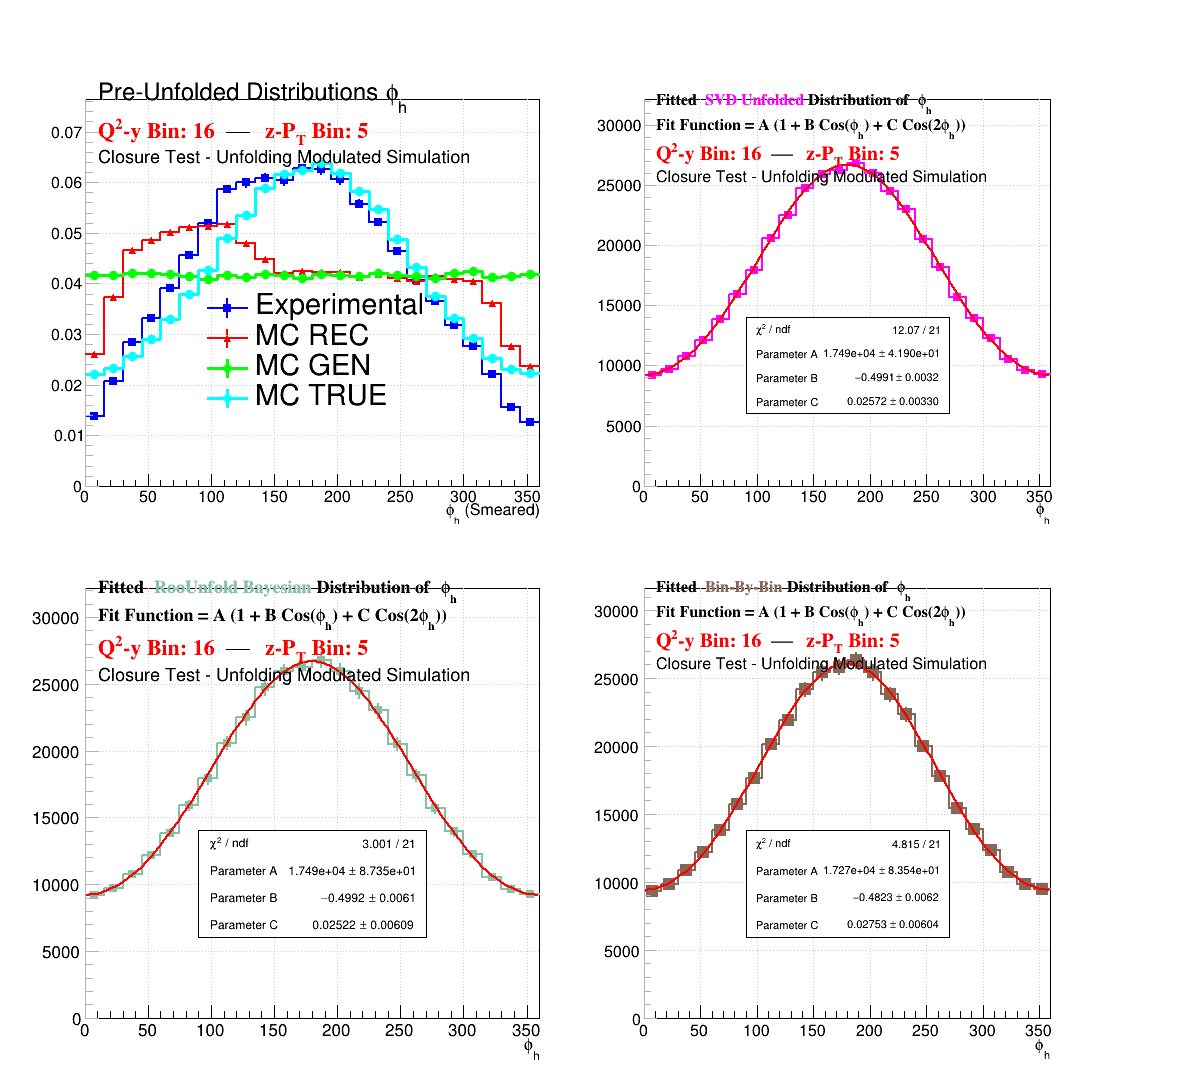 Pre-Unfolded Distributions ϕh
Q2-y Bin: 16 — z-PT Bin: 5
Closure Test - Unfolding Modulated Simulation
0.07
0.06
0.05
0.04
0.03
0.02
0.01
0
Experimental
MC REC
MC GEN
MC TRUE
0 50 100 150 200 250 300 350
ϕh (Smeared)
Fitted SVD Unfolded Distribution of ϕh
Fit Function = A (1 + B Cos(ϕh) + C Cos(2ϕh))
Q2-y Bin: 16 — z-PT Bin: 5
Closure Test - Unfolding Modulated Simulation
30000
25000
20000
15000
10000
5000
0
χ2 / ndf 12.07 / 21
Parameter A 1.749e+04 ± 4.190e+01
Parameter B −0.4991 ± 0.0032
Parameter C 0.02572 ± 0.00330
0 50 100 150 200 250 300 350
ϕh
Fitted RooUnfold Bayesian Distribution of ϕh
Fit Function = A (1 + B Cos(ϕh) + C Cos(2ϕh))
Q2-y Bin: 16 — z-PT Bin: 5
Closure Test - Unfolding Modulated Simulation
30000
25000
20000
15000
10000
5000
0
χ2 / ndf 3.001 / 21
Parameter A 1.749e+04 ± 8.735e+01
Parameter B −0.4992 ± 0.0061
Parameter C 0.02522 ± 0.00609
0 50 100 150 200 250 300 350
ϕh
Fitted Bin-By-Bin Distribution of ϕh
Fit Function = A (1 + B Cos(ϕh) + C Cos(2ϕh))
Q2-y Bin: 16 — z-PT Bin: 5
Closure Test - Unfolding Modulated Simulation
30000
25000
20000
15000
10000
5000
0
χ2 / ndf 4.815 / 21
Parameter A 1.727e+04 ± 8.354e+01
Parameter B −0.4823 ± 0.0062
Parameter C 0.02753 ± 0.00604
0 50 100 150 200 250 300 350
ϕh